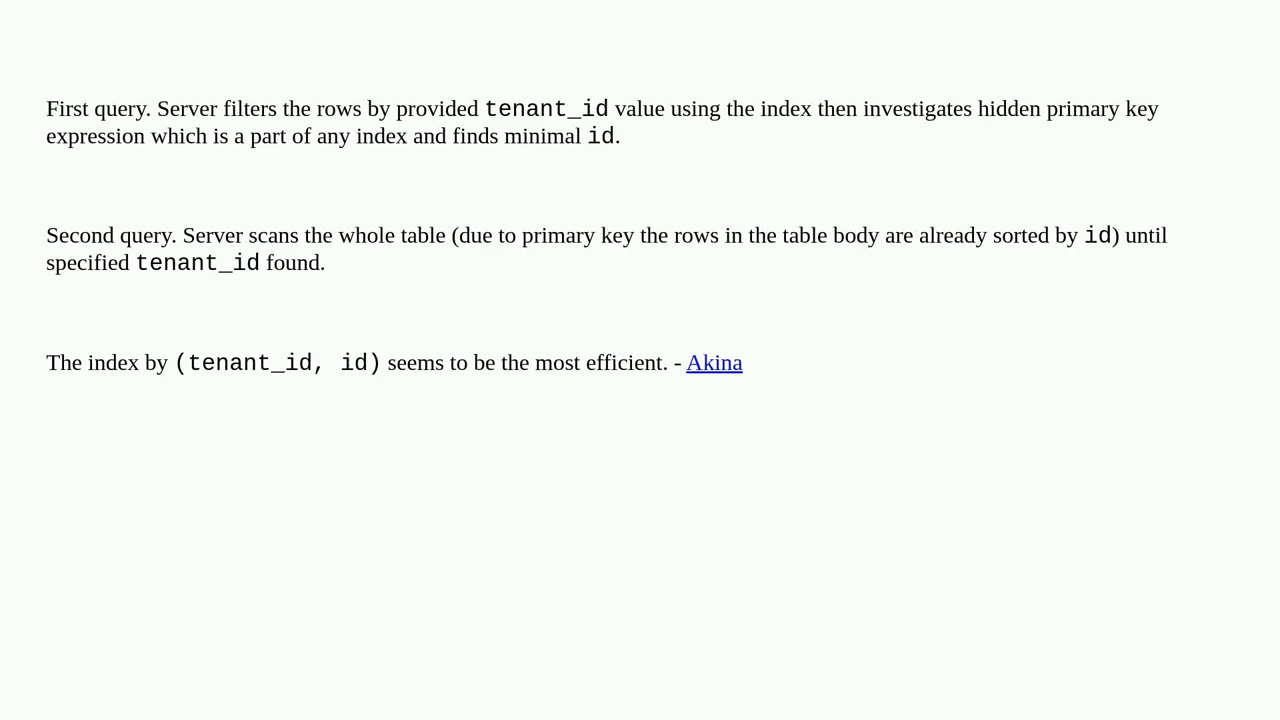 First query. Server filters the rows by provided tenant_id value using the index then investigates hidden primary key
expression which is a part of any index and finds minimal id.
Second query. Server scans the whole table (due to primary key the rows in the table body are already sorted by id) until
specified tenant_id found.
The index by (tenant_id, id) seems to be the most efficient. - Akina